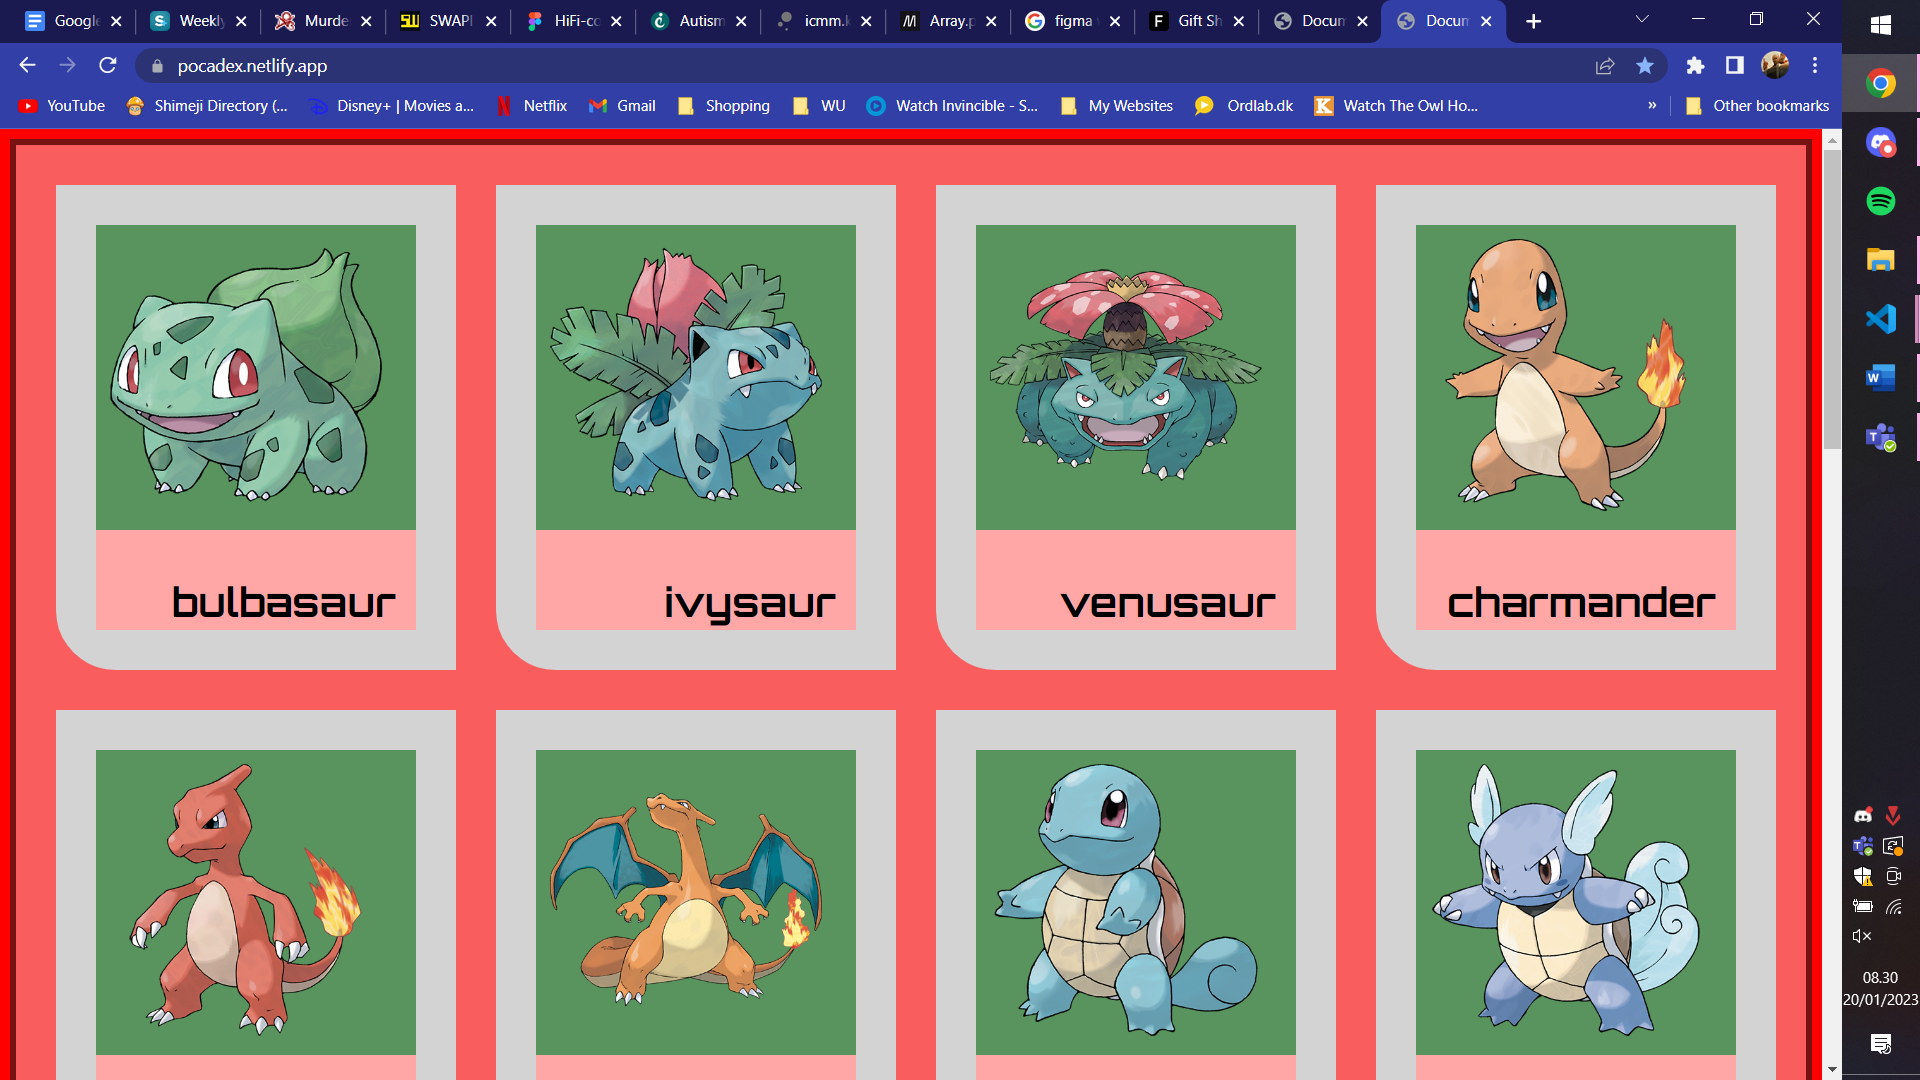 Google
Weekly
Murde
SWAPI
HiFi-co
Autism
icmm.k
Array.p
figma
Gift Sh
Docum
Docum
pocadex.netlify.app
YouTube
Shimeji Directory (...
Disney+ | Movies a...
Netflix
Gmail
Shopping
WU
Watch Invincible - S...
My Websites
Ordlab.dk
Watch The Owl Ho...
»
Other bookmarks
bulbasaur
ivysaur
venusaur
charmander
08.30
20/01/2023